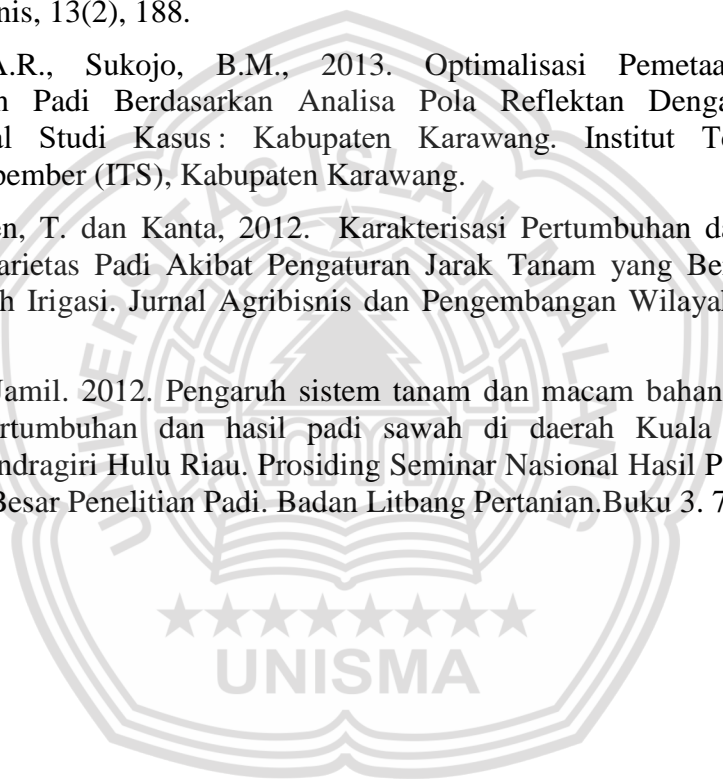 nis, 13(2), 188.
A.R., Sukojo, B.M., 2013. Optimalisasi Pemetaa
n Padi Berdasarkan Analisa Pola Reflektan Denga
al Studi Kasus : Kabupaten Karawang. Institut T
pember (ITS), Kabupaten Karawang.
en, T. dan Kanta, 2012. Karakterisasi Pertumbuhan da
arietas Padi Akibat Pengaturan Jarak Tanam yang Be
h Irigasi. Jurnal Agribisnis dan Pengembangan Wilaya
Jamil. 2012. Pengaruh sistem tanam dan macam bahan
rtumbuhan dan hasil padi sawah di daerah Kuala
ndragiri Hulu Riau. Prosiding Seminar Nasional Hasil P
Besar Penelitian Padi. Badan Litbang Pertanian.Buku 3. 7
UNIVERSITAS ISLAM MALANG
UNISMA